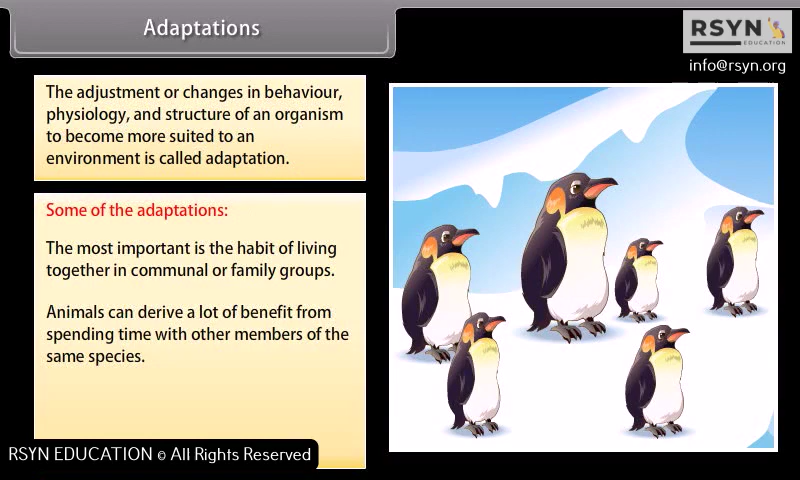 Adaptations
RSYN
EDUCATION
info@rsyn.org
The adjustment or changes in behaviour,
physiology, and structure of an organism
to become more suited to an
environment is called adaptation.
Some of the adaptations:
The most important is the habit of living
together in communal or family groups.
Animals can derive a lot of benefit from
spending time with other members of the
same species.
RSYN EDUCATION © All Rights Reserved